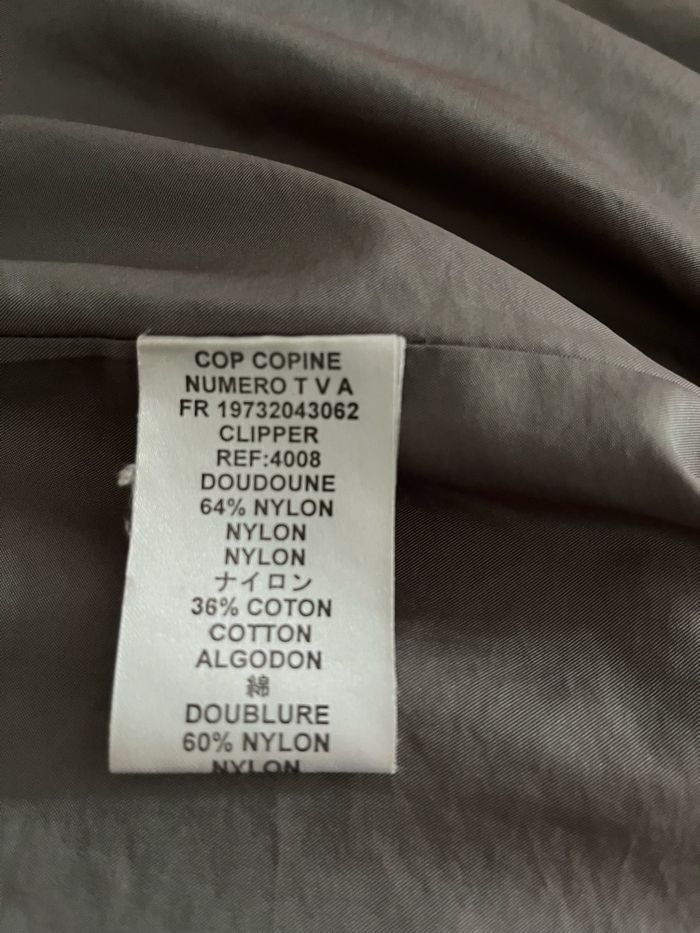 COP COPINE
NUMERO T V A
FR 19732043062
CLIPPER
REF:4008
DOUDOUNE
64% NYLON
NYLON
NYLON
ナイロン
36% COTON
COTTON
ALGODON
綿
DOUBLURE
60% NYLON
NYLON